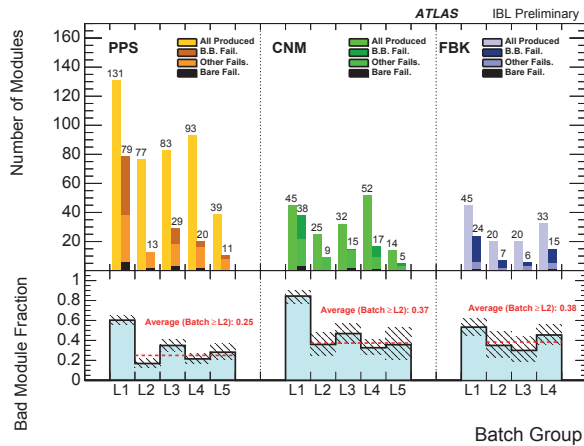 ATLAS IBL Preliminary
Number of Modules
160
140
120
100
80
60
40
20
PPS
All Produced
B.B. Fail.
Other Fails.
Bare Fail.
131
79
77
13
83
29
93
20
39
11
CNM
All Produced
B.B. Fail.
Other Fails.
Bare Fail.
45
38
25
9
32
15
52
17
14
5
FBK
All Produced
B.B. Fail.
Other Fails.
Bare Fail.
45
24
20
7
20
6
33
15
Bad Module Fraction
1
0.8
0.6
0.4
0.2
0
Average (Batch ≥ L2): 0.25
Average (Batch ≥ L2): 0.37
Average (Batch ≥ L2): 0.38
L1 L2 L3 L4 L5 L1 L2 L3 L4 L5 L1 L2 L3 L4
Batch Group